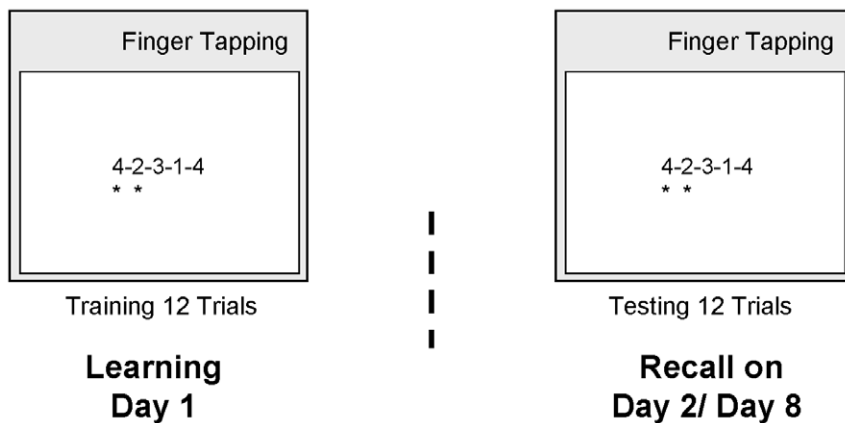 Finger Tapping
4-2-3-1-4
* *
Training 12 Trials
Learning
Day 1
Finger Tapping
4-2-3-1-4
* *
Testing 12 Trials
Recall on
Day 2/ Day 8